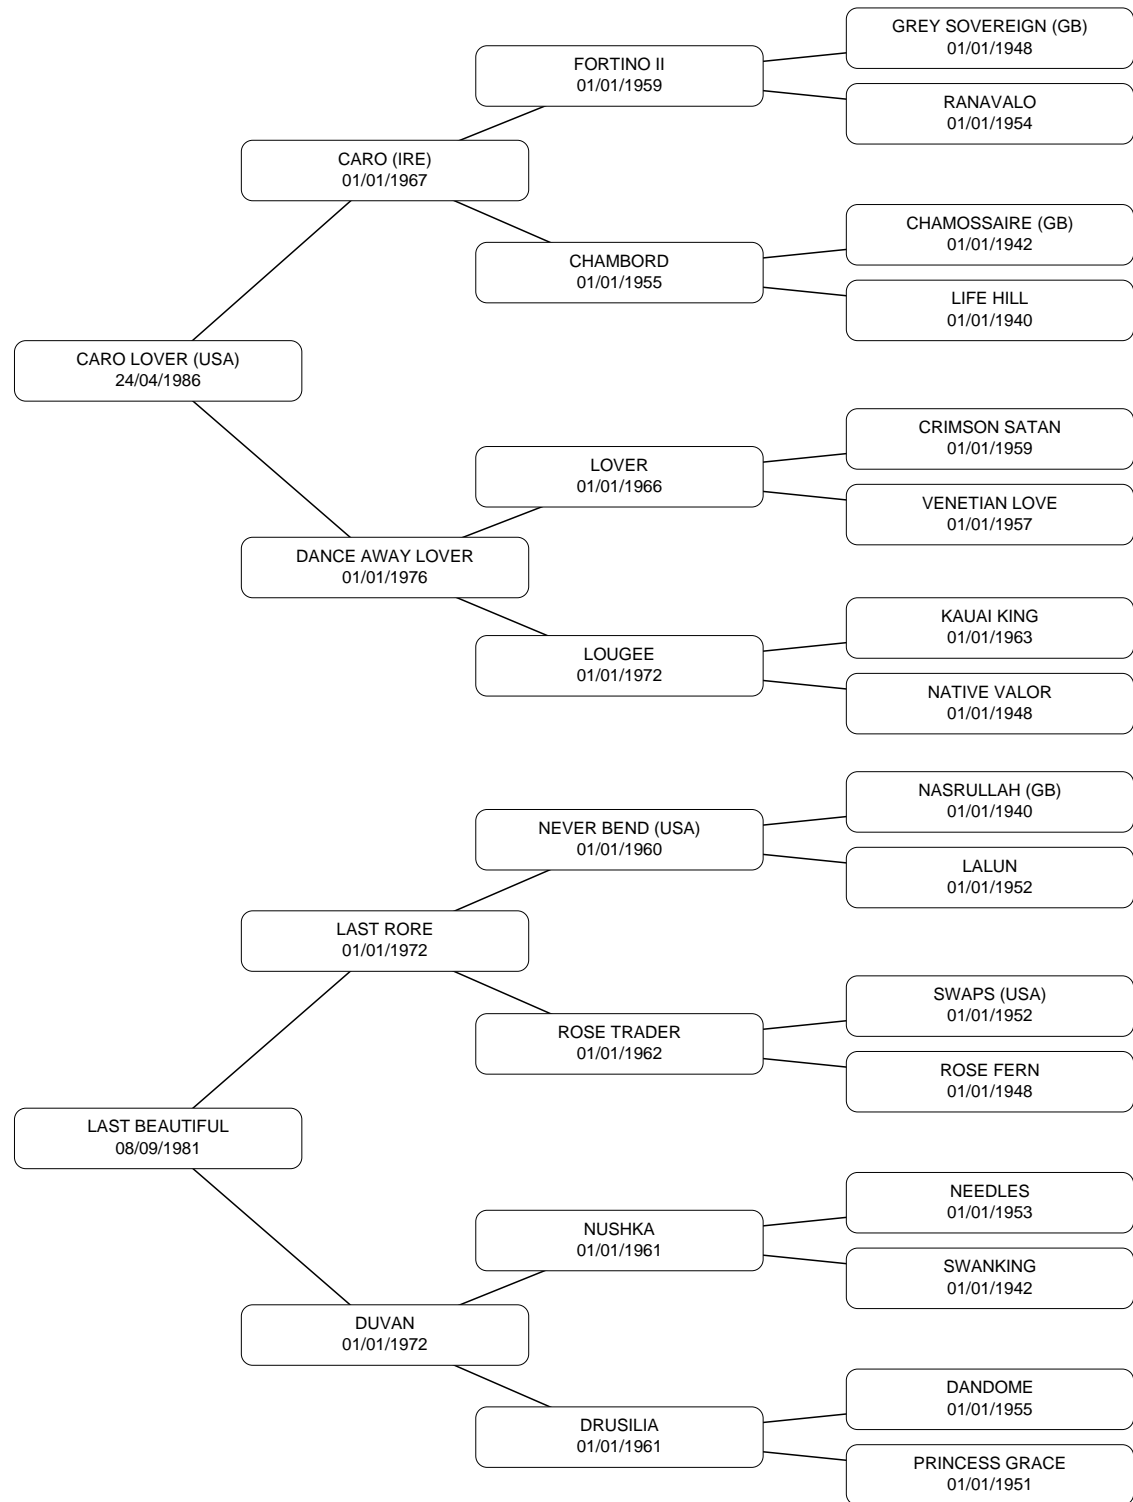 GREY SOVEREIGN (GB)
01/01/1948
FORTINO II
01/01/1959
RANAVALO
01/01/1954
CARO (IRE)
01/01/1967
CHAMOSSAIRE (GB)
01/01/1942
CHAMBORD
01/01/1955
LIFE HILL
01/01/1940
CARO LOVER (USA)
24/04/1986
CRIMSON SATAN
01/01/1959
LOVER
01/01/1966
VENETIAN LOVE
01/01/1957
DANCE AWAY LOVER
01/01/1976
KAUAI KING
01/01/1963
LOUGEE
01/01/1972
NATIVE VALOR
01/01/1948
NASRULLAH (GB)
01/01/1940
NEVER BEND (USA)
01/01/1960
LALUN
01/01/1952
LAST RORE
01/01/1972
SWAPS (USA)
01/01/1952
ROSE TRADER
01/01/1962
ROSE FERN
01/01/1948
LAST BEAUTIFUL
08/09/1981
NEEDLES
01/01/1953
NUSHKA
01/01/1961
SWANKING
01/01/1942
DUVAN
01/01/1972
DANDOME
01/01/1955
DRUSILIA
01/01/1961
PRINCESS GRACE
01/01/1951